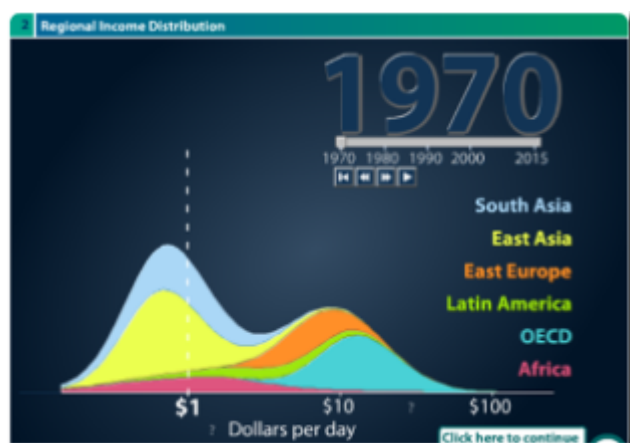 2 Regional Income Distribution
1970
1970 1980 1990 2000 2015
South Asia
East Asia
East Europe
Latin America
OECD
Africa
$1 $10 ? $100
? Dollars per day
Click here to continue